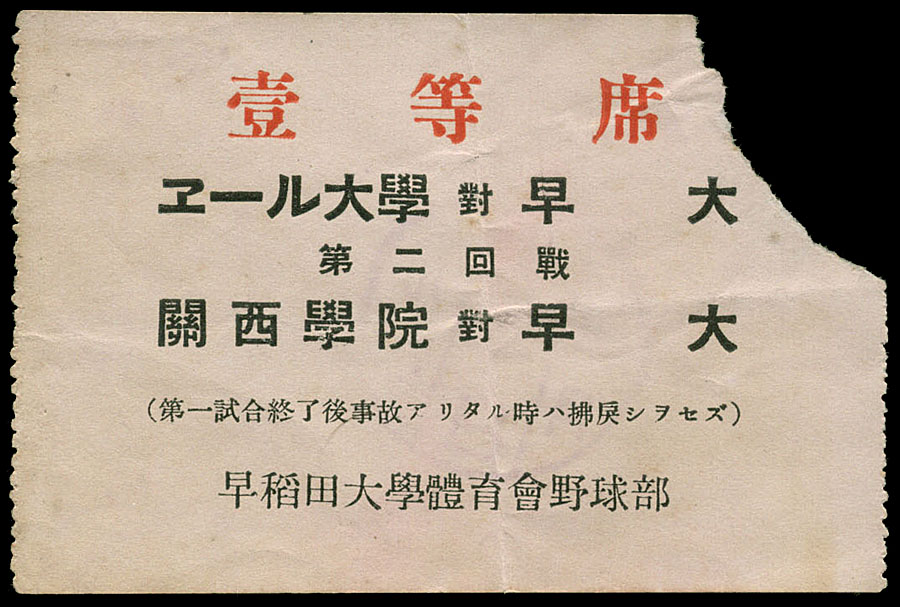 壹等席
ヱール大學對早大
第二回戰
關西學院對早大
(第一試合終了後事故アリタル時ハ拂戾シヲセズ)
早稻田大學體育會野球部